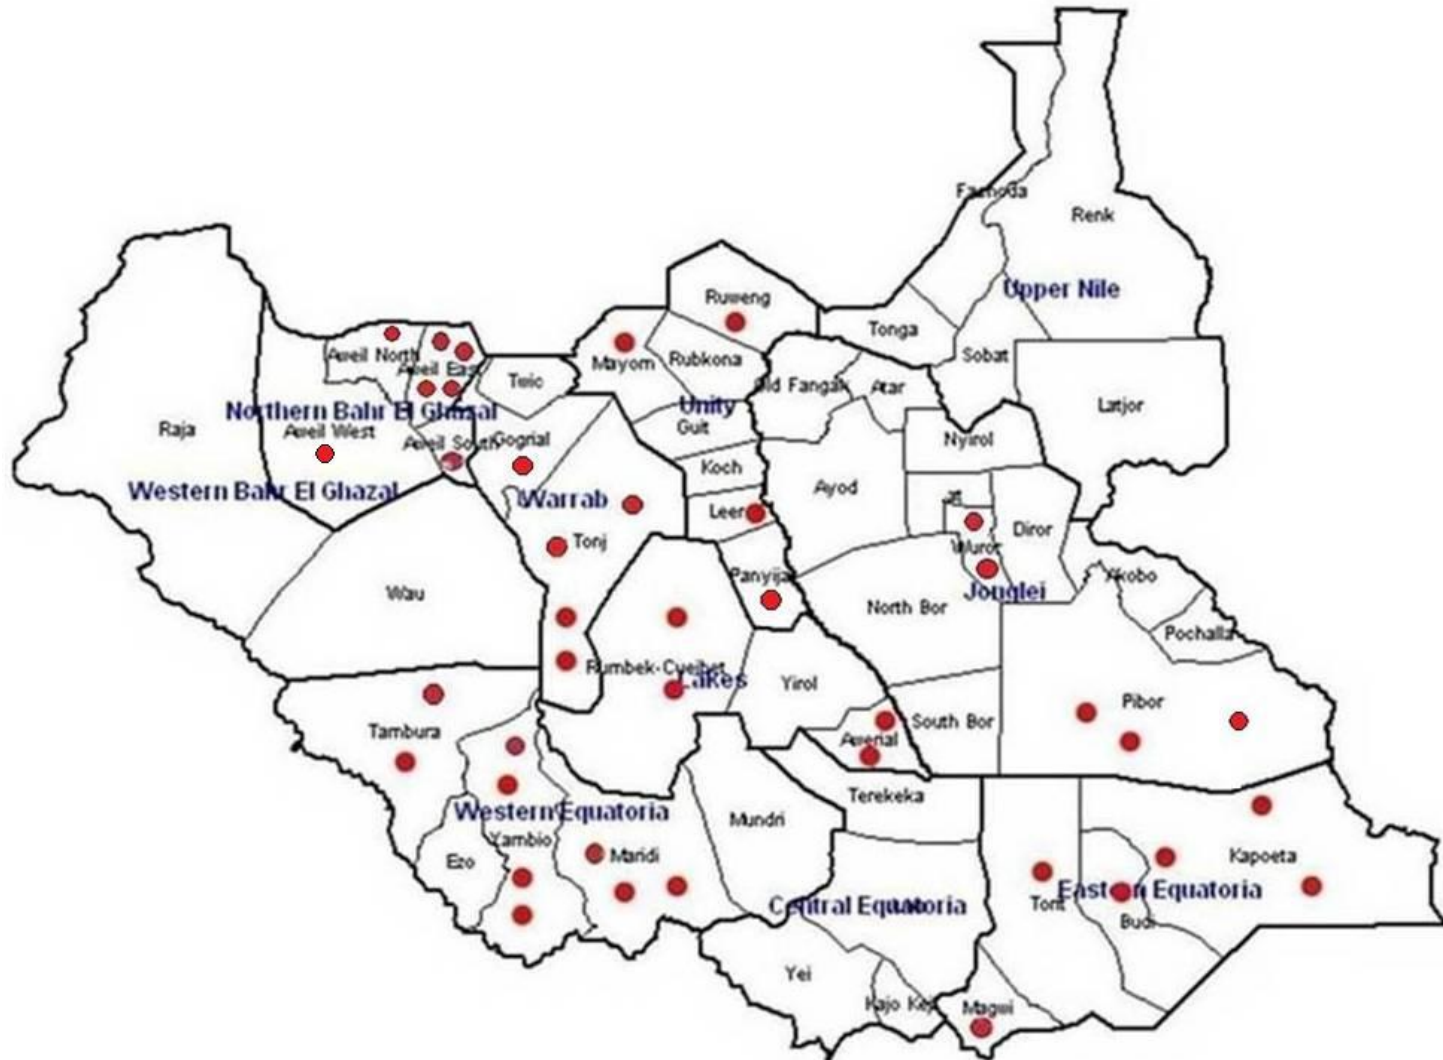 Fashoda
Renk
Upper Nile
Ruweng
Tonga
Aweil North
Mayom
Rubkona
Sobat
Aweil East
Twic
Old Fangak
Atar
Unity
Latjor
Northern Bahr El Ghazal
Guit
Raja
Aweil West
Aweil South
Gogrial
Nyirol
Koch
Western Bahr El Ghazal
Warrab
Ayod
Leer
Diror
Tonj
Wuror
Panyijar
Akobo
Wau
Jonglei
North Bor
Pochalla
Rumbek-Cueibet
Lakes
Yirol
Pibor
South Bor
Tambura
Awerial
Terekeka
Western Equatoria
Mundri
Yambio
Maridi
Kapoeta
Ezo
Eastern Equatoria
Torit
Central Equatoria
Budi
Yei
Kajo Keji
Magwi